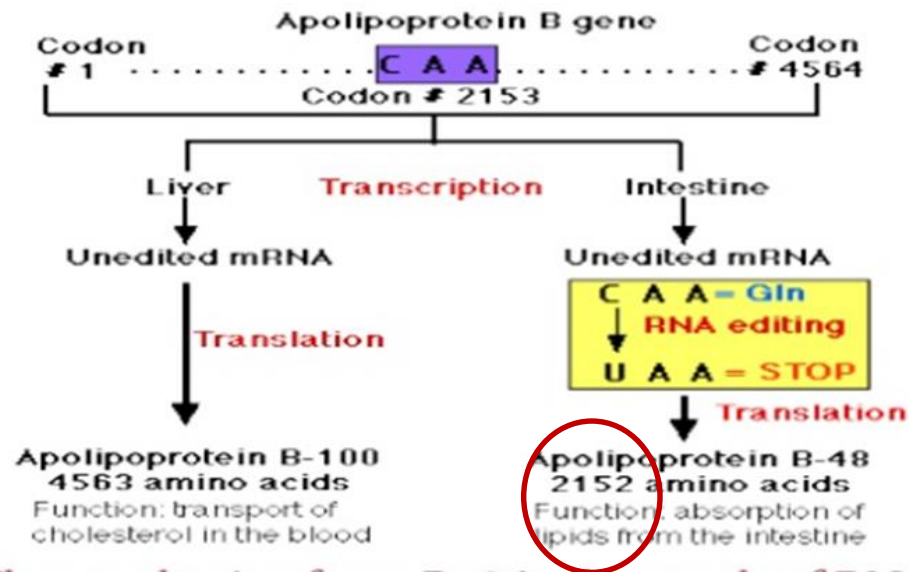 Apolipoprotein B gene
Codon
# 1 . . . . . . . . . . . . C A A . . . . . . . . . . . . # 4564
Codon
Codon # 2153
Liver Transcription Intestine
Unedited mRNA Unedited mRNA
C A A = Gln
RNA editing
Translation
U A A = STOP
Translation
Apolipoprotein B-100
4563 amino acids
Function: transport of
cholesterol in the blood
Apolipoprotein B-48
2152 amino acids
Function: absorption of
lipids from the intestine